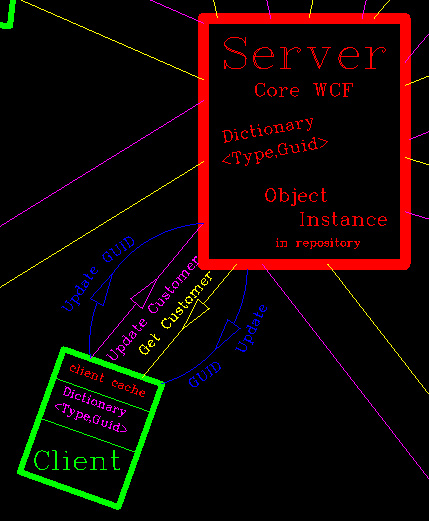 Server
Core WCF
Dictionary
<Type,Guid>
Object
Instance
in repository
Update GUID
Update Customer
Get Customer
GUID Update
client cache
Dictionary
<Type,Guid>
Client